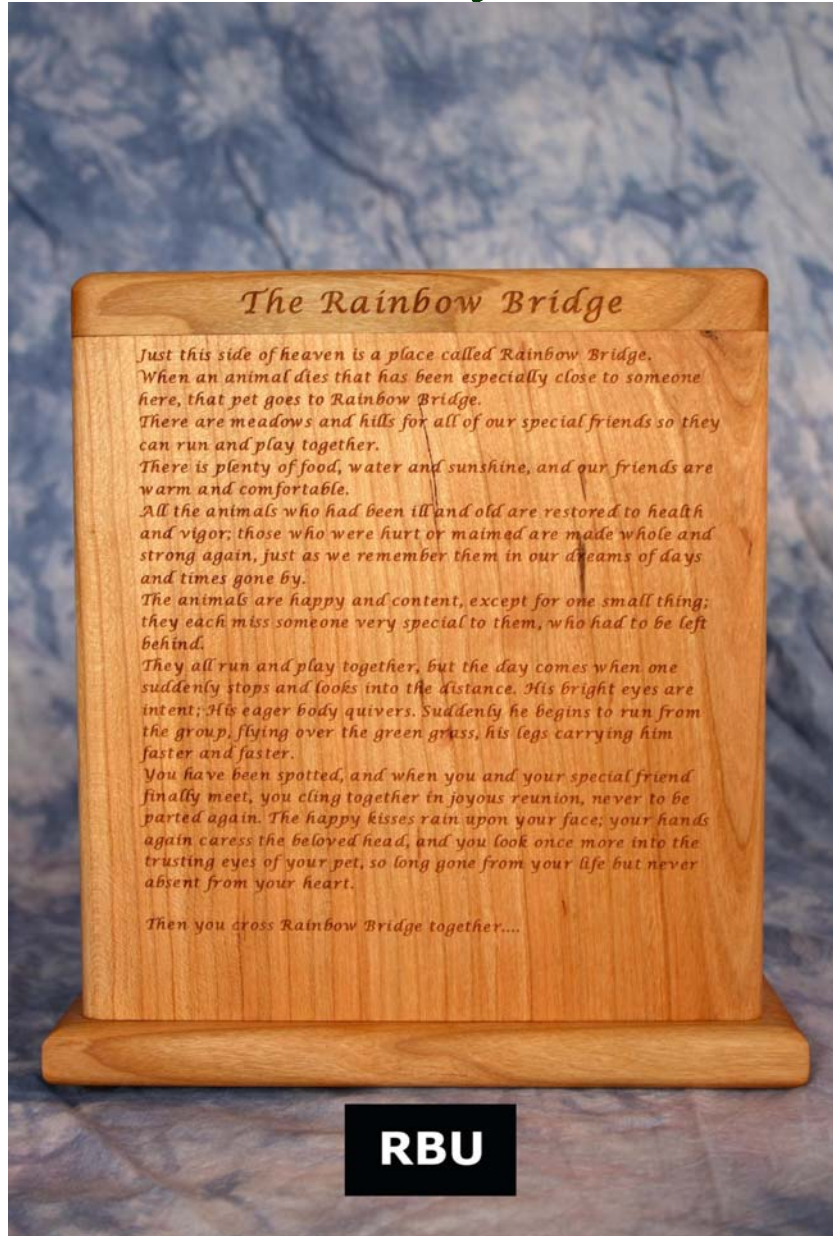 The Rainbow Bridge
Just this side of heaven is a place called Rainbow Bridge.
When an animal dies that has been especially close to someone
here, that pet goes to Rainbow Bridge.
There are meadows and hills for all of our special friends so they
can run and play together.
There is plenty of food, water and sunshine, and our friends are
warm and comfortable.
All the animals who had been ill and old are restored to health
and vigor; those who were hurt or maimed are made whole and
strong again, just as we remember them in our dreams of days
and times gone by.
The animals are happy and content, except for one small thing;
they each miss someone very special to them, who had to be left
behind.
They all run and play together, but the day comes when one
suddenly stops and looks into the distance. His bright eyes are
intent; His eager body quivers. Suddenly he begins to run from
the group, flying over the green grass, his legs carrying him
faster and faster.
You have been spotted, and when you and your special friend
finally meet, you cling together in joyous reunion, never to be
parted again. The happy kisses rain upon your face; your hands
again caress the beloved head, and you look once more into the
trusting eyes of your pet, so long gone from your life but never
absent from your heart.
Then you cross Rainbow Bridge together....
RBU